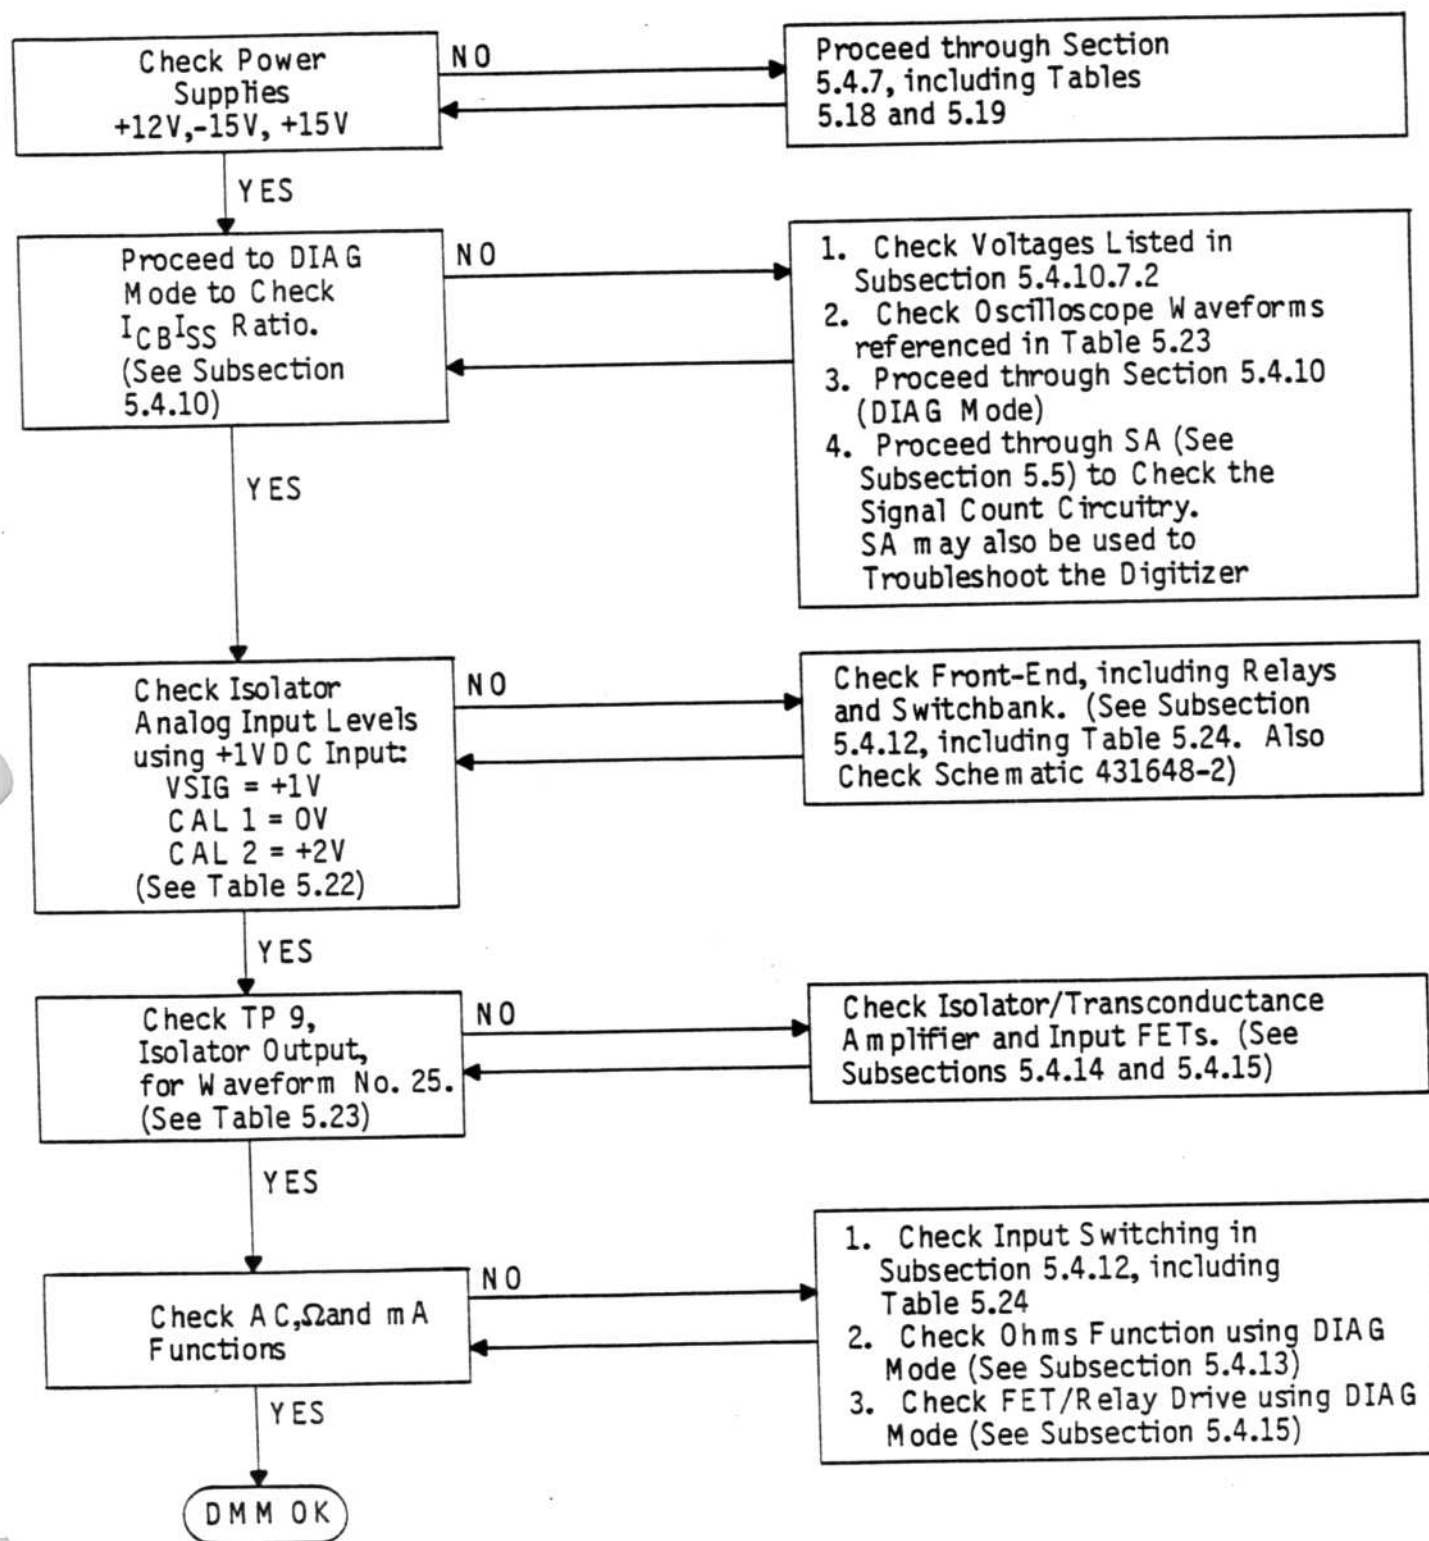 Check Power
Supplies
+12V,-15V, +15V
NO
Proceed through Section
5.4.7, including Tables
5.18 and 5.19
YES
Proceed to DIAG
Mode to Check
ICBISS Ratio.
(See Subsection
5.4.10)
NO
1. Check Voltages Listed in
Subsection 5.4.10.7.2
2. Check Oscilloscope Waveforms
referenced in Table 5.23
3. Proceed through Section 5.4.10
(DIAG Mode)
4. Proceed through SA (See
Subsection 5.5) to Check the
Signal Count Circuitry.
SA may also be used to
Troubleshoot the Digitizer
YES
Check Isolator
Analog Input Levels
using +1VDC Input:
VSIG = +1V
CAL 1 = 0V
CAL 2 = +2V
(See Table 5.22)
NO
Check Front-End, including Relays
and Switchbank. (See Subsection
5.4.12, including Table 5.24. Also
Check Schematic 431648-2)
YES
Check TP 9,
Isolator Output,
for Waveform No. 25.
(See Table 5.23)
NO
Check Isolator/Transconductance
Amplifier and Input FETs. (See
Subsections 5.4.14 and 5.4.15)
YES
Check AC,Ωand mA
Functions
NO
1. Check Input Switching in
Subsection 5.4.12, including
Table 5.24
2. Check Ohms Function using DIAG
Mode (See Subsection 5.4.13)
3. Check FET/Relay Drive using DIAG
Mode (See Subsection 5.4.15)
YES
DMM OK